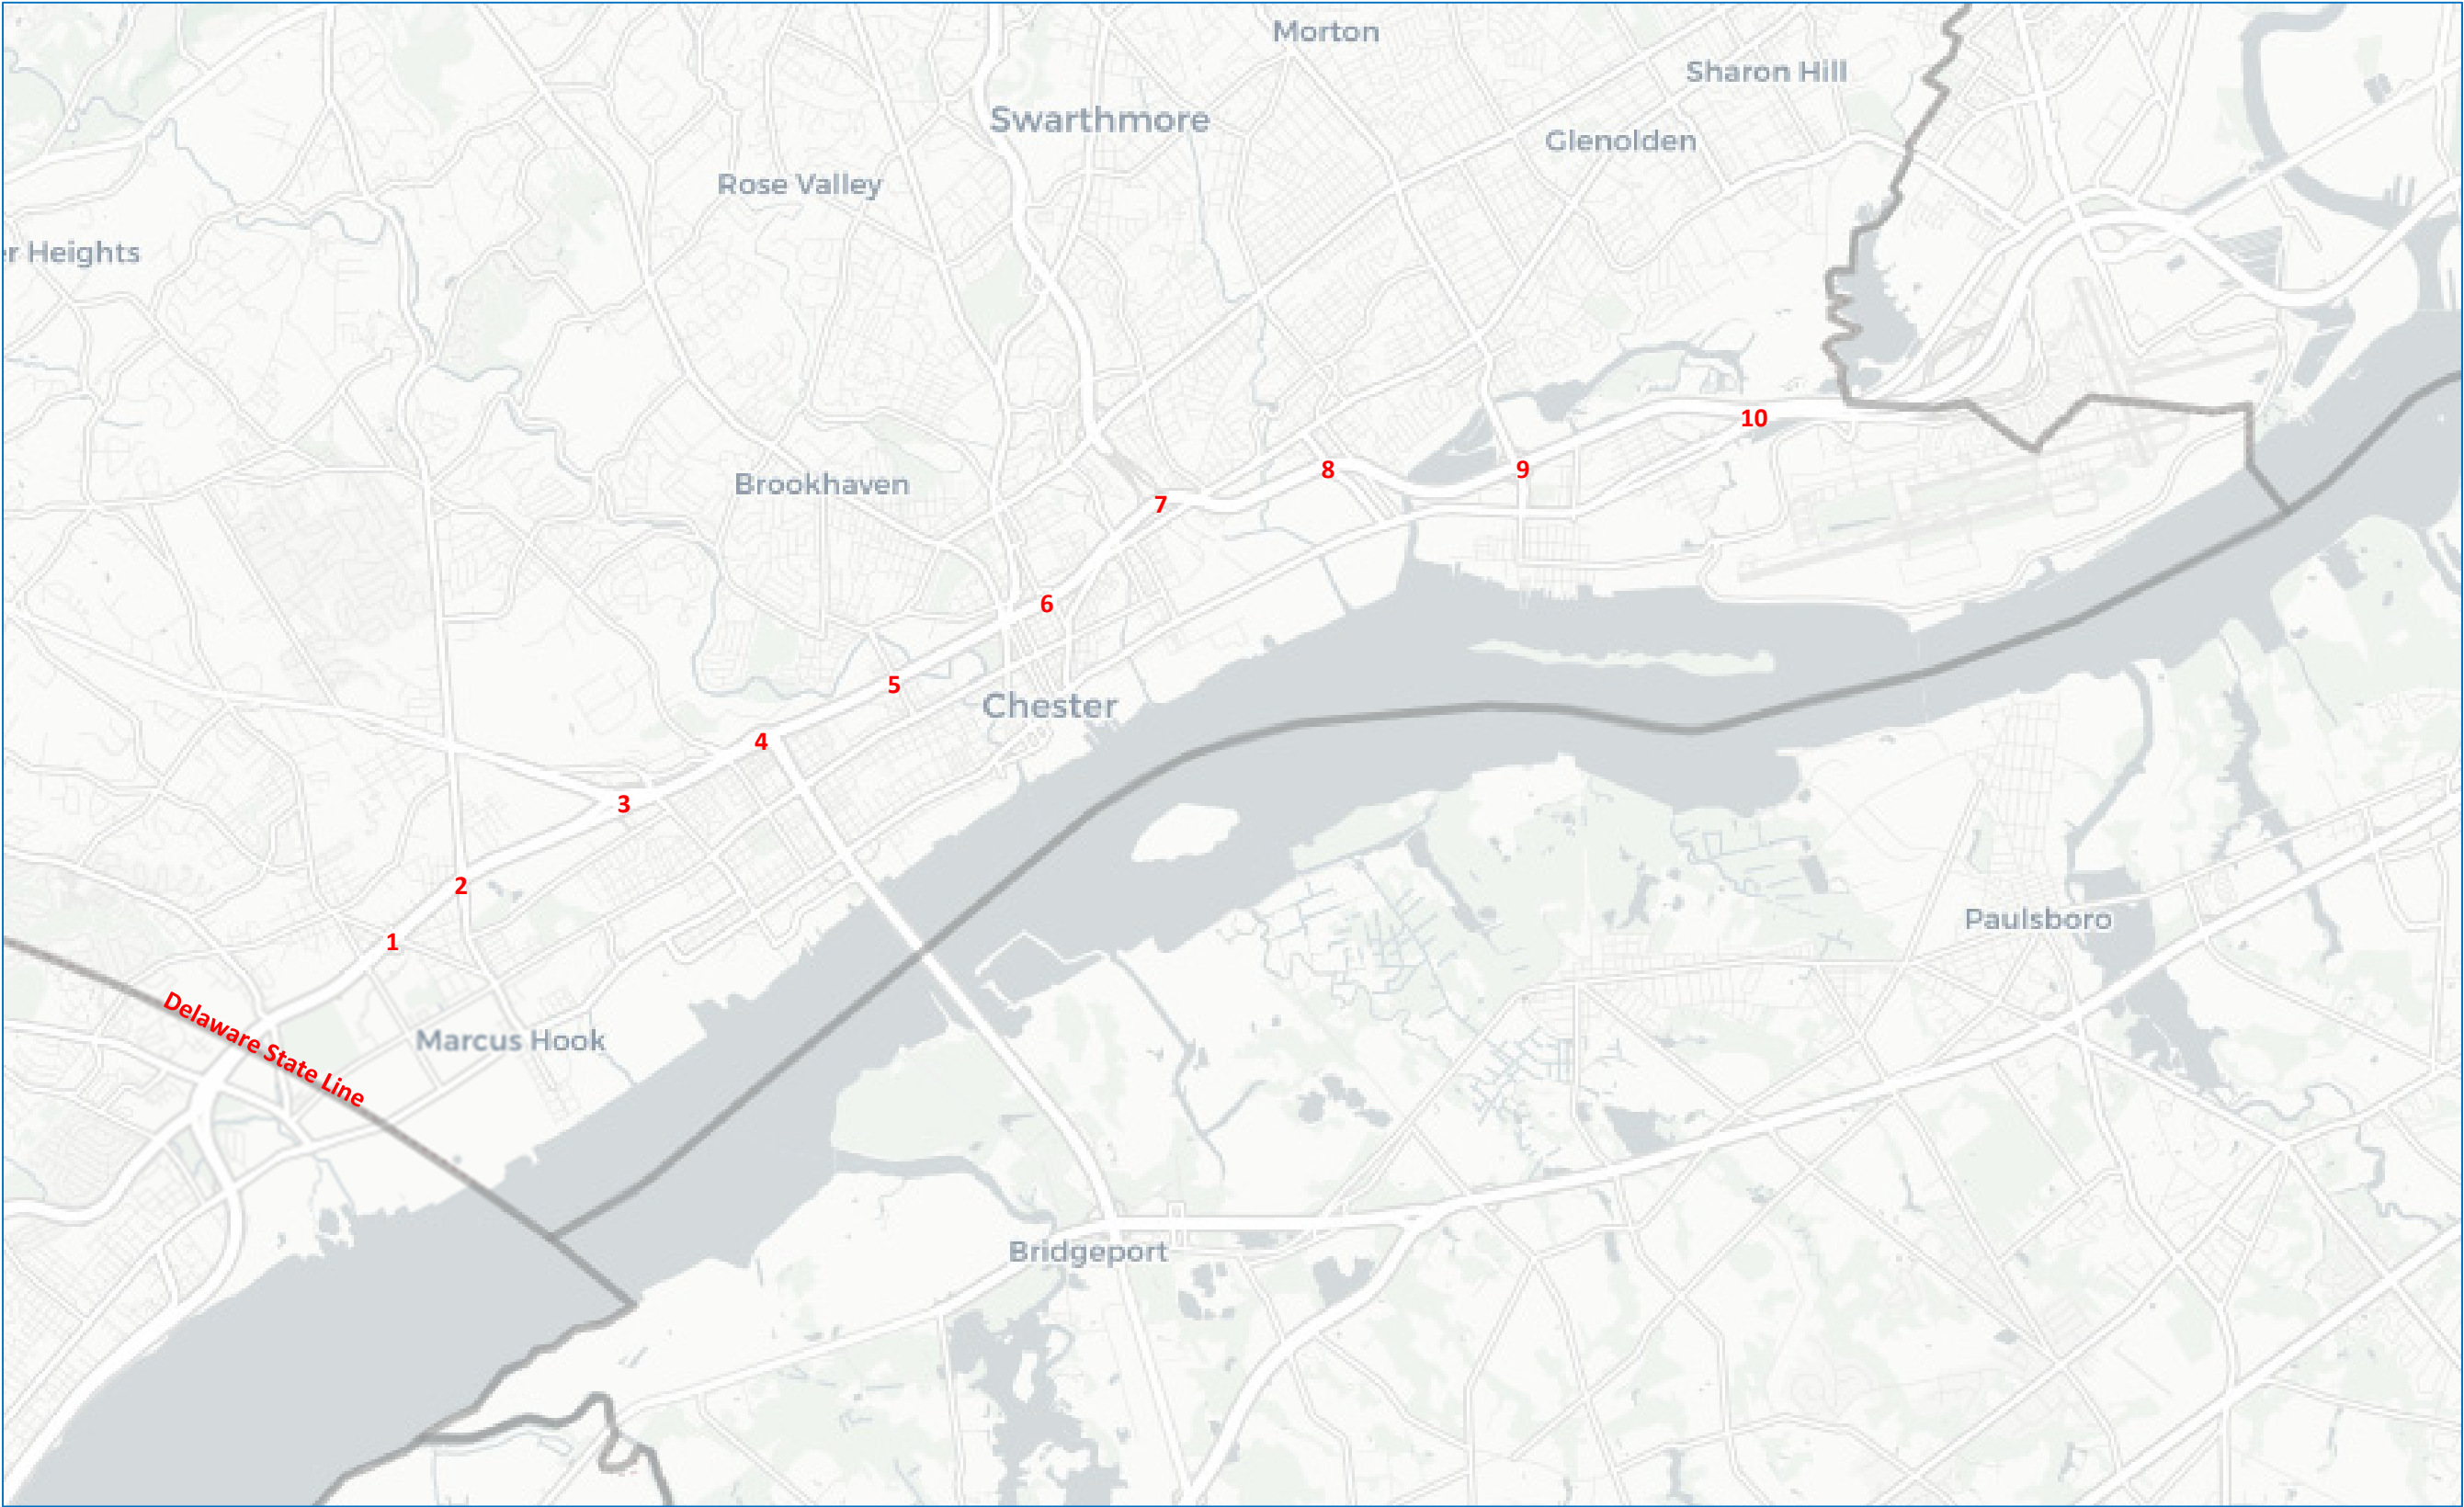 Morton
Sharon Hill
Swarthmore
Glenolden
Rose Valley
er Heights
10
8
9
Brookhaven
7
6
5
Chester
4
3
2
Paulsboro
1
Delaware State Line
Marcus Hook
Bridgeport